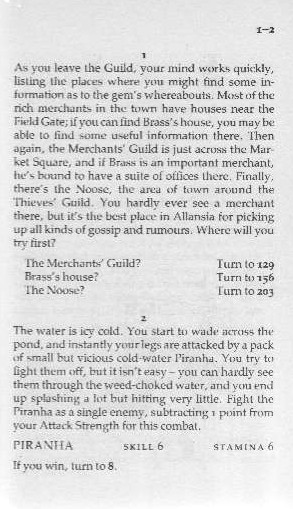 1–2
1
As you leave the Guild, your mind works quickly,
listing the places where you might find some in-
formation as to the gem's whereabouts. Most of the
rich merchants in the town have houses near the
Field Gate; if you can find Brass's house, you may be
able to find some useful information there. Then
again, the Merchants' Guild is just across the Mar-
ket Square, and if Brass is an important merchant,
he's bound to have a suite of offices there. Finally,
there's the Noose, the area of town around the
Thieves' Guild. You hardly ever see a merchant
there, but it's the best place in Allansia for picking
up all kinds of gossip and rumours. Where will you
try first?
The Merchants' Guild? Turn to 129
Brass's house? Turn to 156
The Noose? Turn to 203
2
The water is icy cold. You start to wade across the
pond, and instantly your legs are attacked by a pack
of small but vicious cold-water Piranha. You try to
fight them off, but it isn't easy – you can hardly see
them through the weed-choked water, and you end
up splashing a lot but hitting very little. Fight the
Piranha as a single enemy, subtracting 1 point from
your Attack Strength for this combat.
PIRANHA SKILL 6 STAMINA 6
If you win, turn to 8.